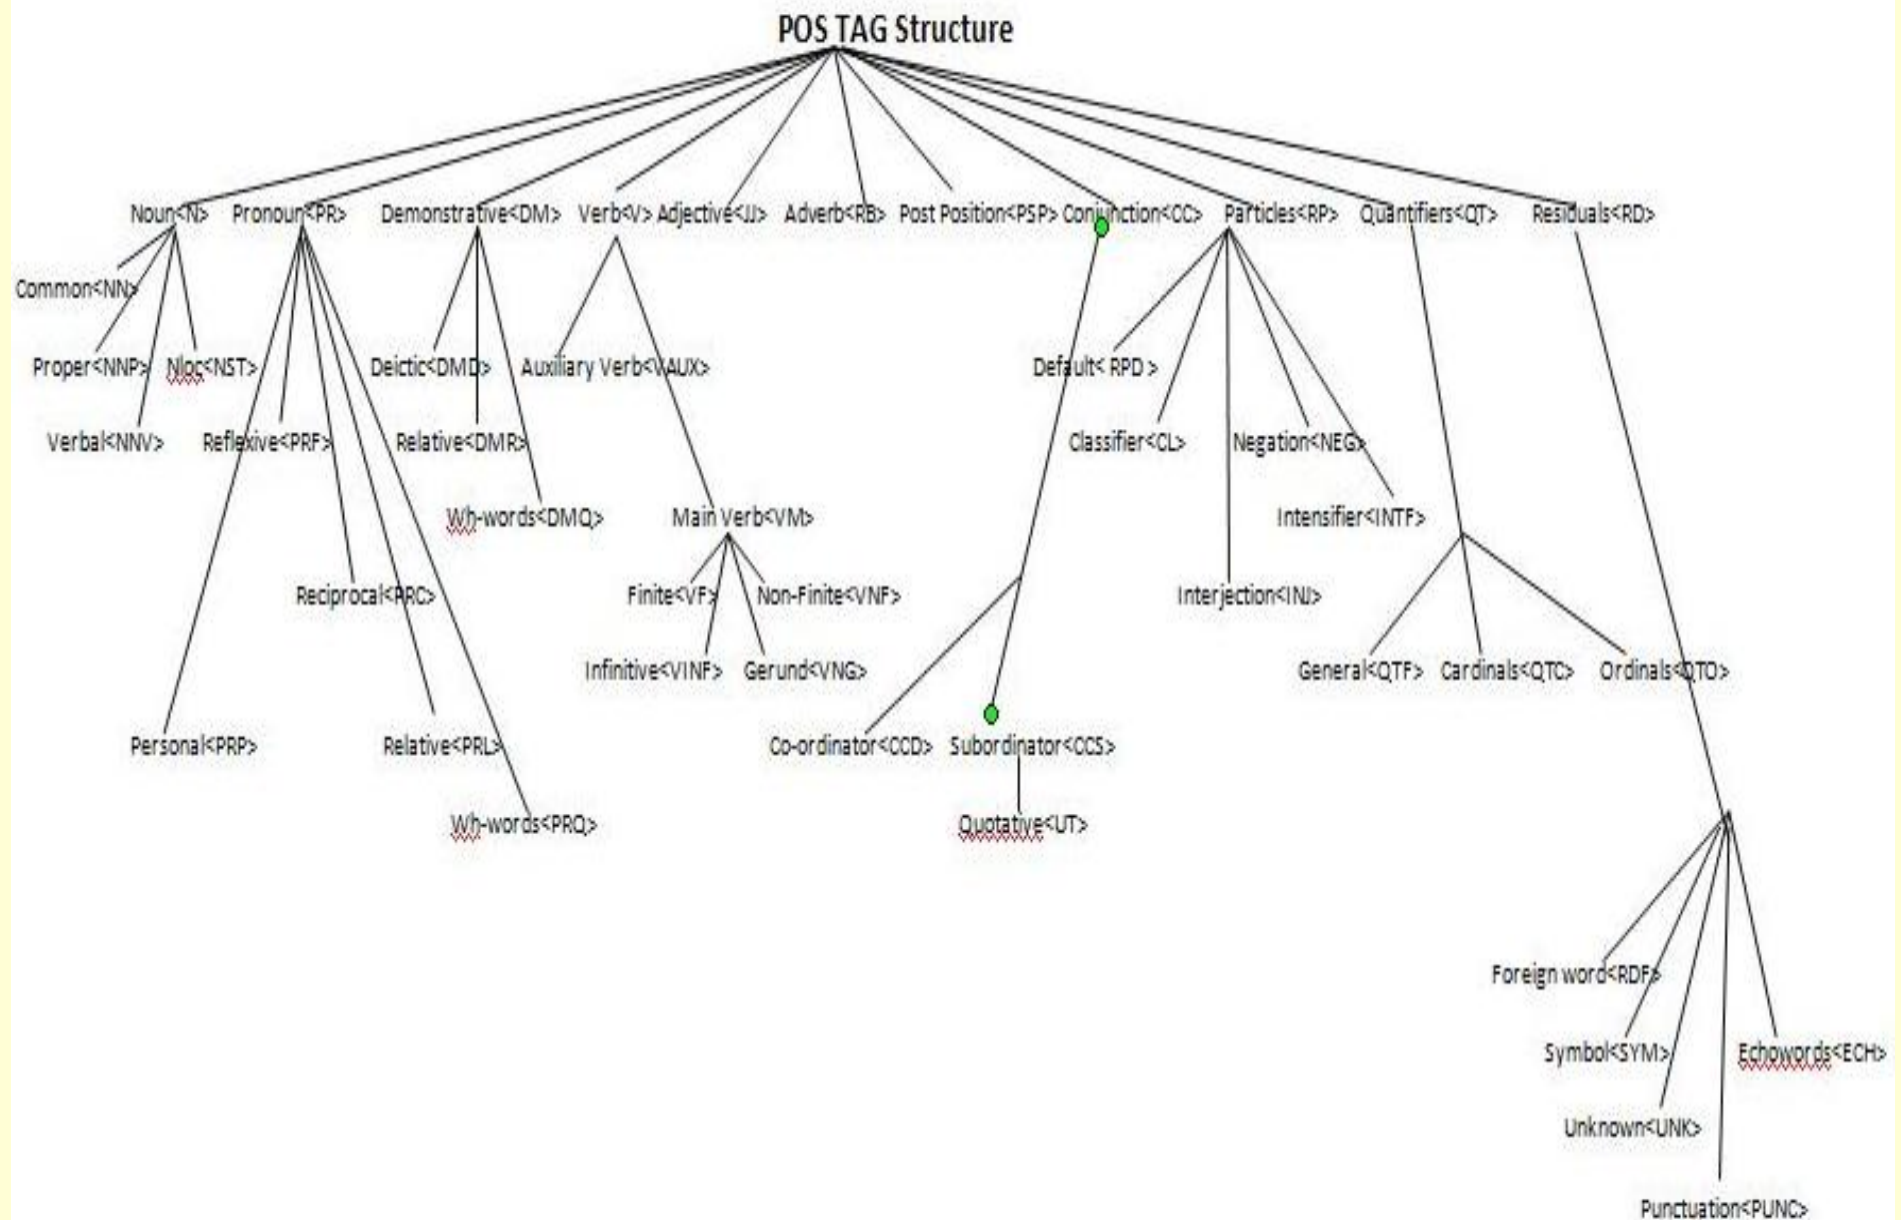 POS TAG Structure
Noun<N> Pronoun<PR> Demonstrative<DM> Verb<V> Adjective<JJ> Adverb<RB> Post Position<PSP> Conjunction<CC> Particles<RP> Quantifiers<QT> Residuals<RD>
Common<NN>
Proper<NNP> Nloc<NST> Deictic<DMD> Auxiliary Verb<VAUX> Default< RPD >
Verbal<NNV> Reflexive<PRF> Relative<DMR> Classifier<CL> Negation<NEG>
Wh-words<DMQ> Main Verb<VM> Intensifier<INTF>
Reciprocal<PRC> Finite<VF> Non-Finite<VNF> Interjection<INJ>
Infinitive<VINF> Gerund<VNG> General<QTF> Cardinals<QTC> Ordinals<QTO>
Personal<PRP> Relative<PRL> Co-ordinator<CCD> Subordinator<CCS>
Wh-words<PRQ> Quotative<UT>
Foreign word<RDF>
Symbol<SYM> Echowords<ECH>
Unknown<UNK>
Punctuation<PUNC>